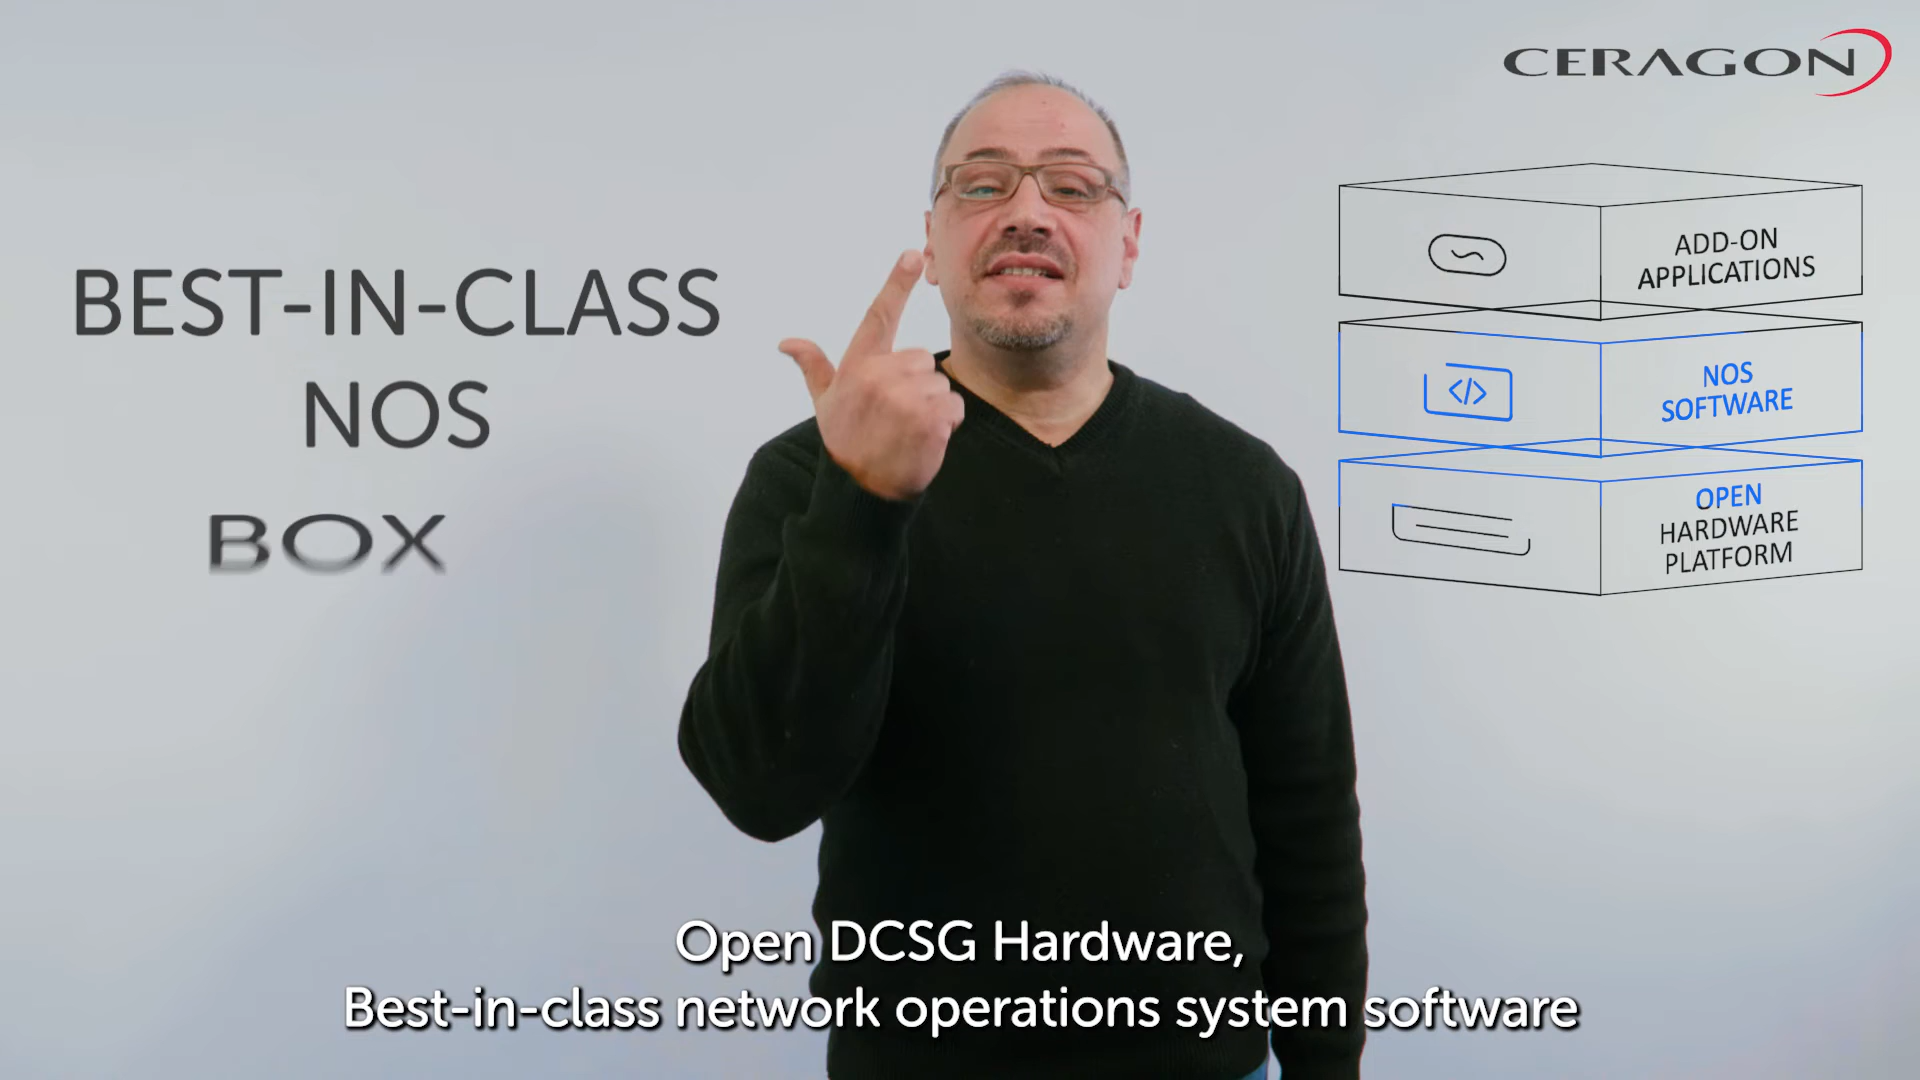 CERAGON
BEST-IN-CLASS
NOS
BOX
ADD-ON
APPLICATIONS
NOS
SOFTWARE
OPEN
HARDWARE
PLATFORM
Open DCSG Hardware,
Best-in-class network operations system software